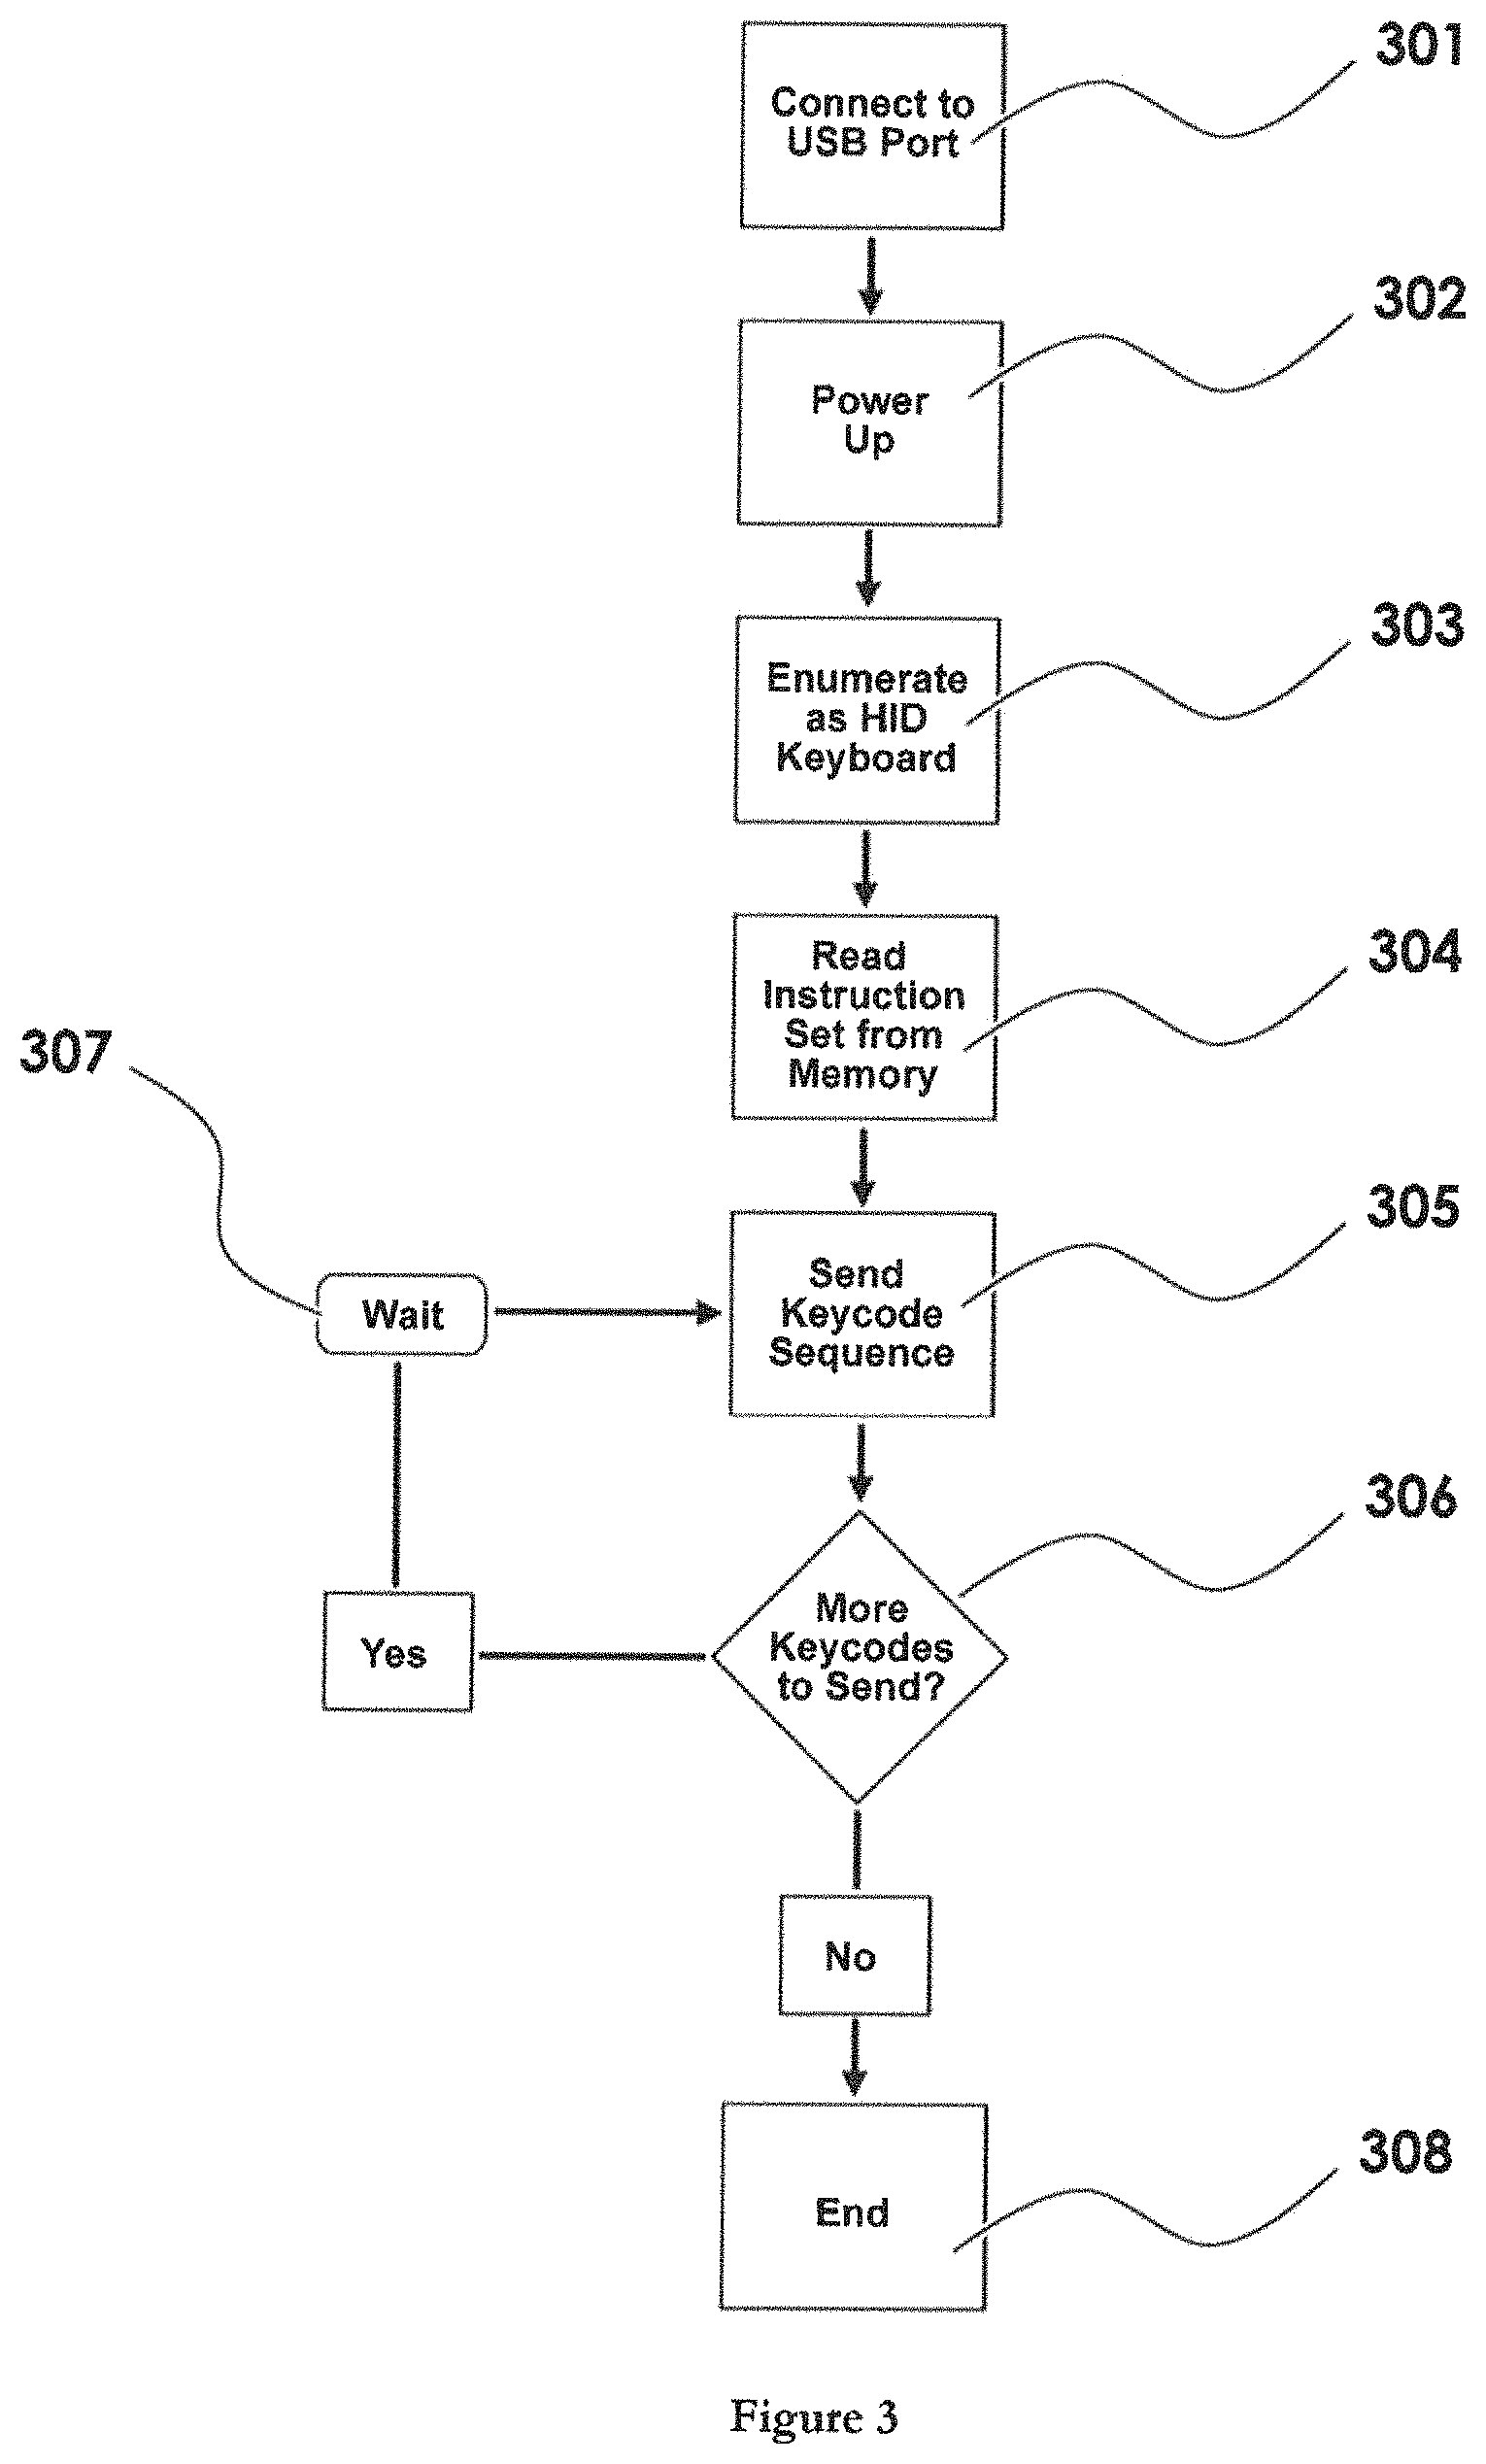 301
Connect to
USB Port
302
Power
Up
303
Enumerate
as HID
Keyboard
304
Read
Instruction
Set from
Memory
307
305
Wait
Send
Keycode
Sequence
306
More
Keycodes
to Send?
Yes
No
308
End
Figure 3